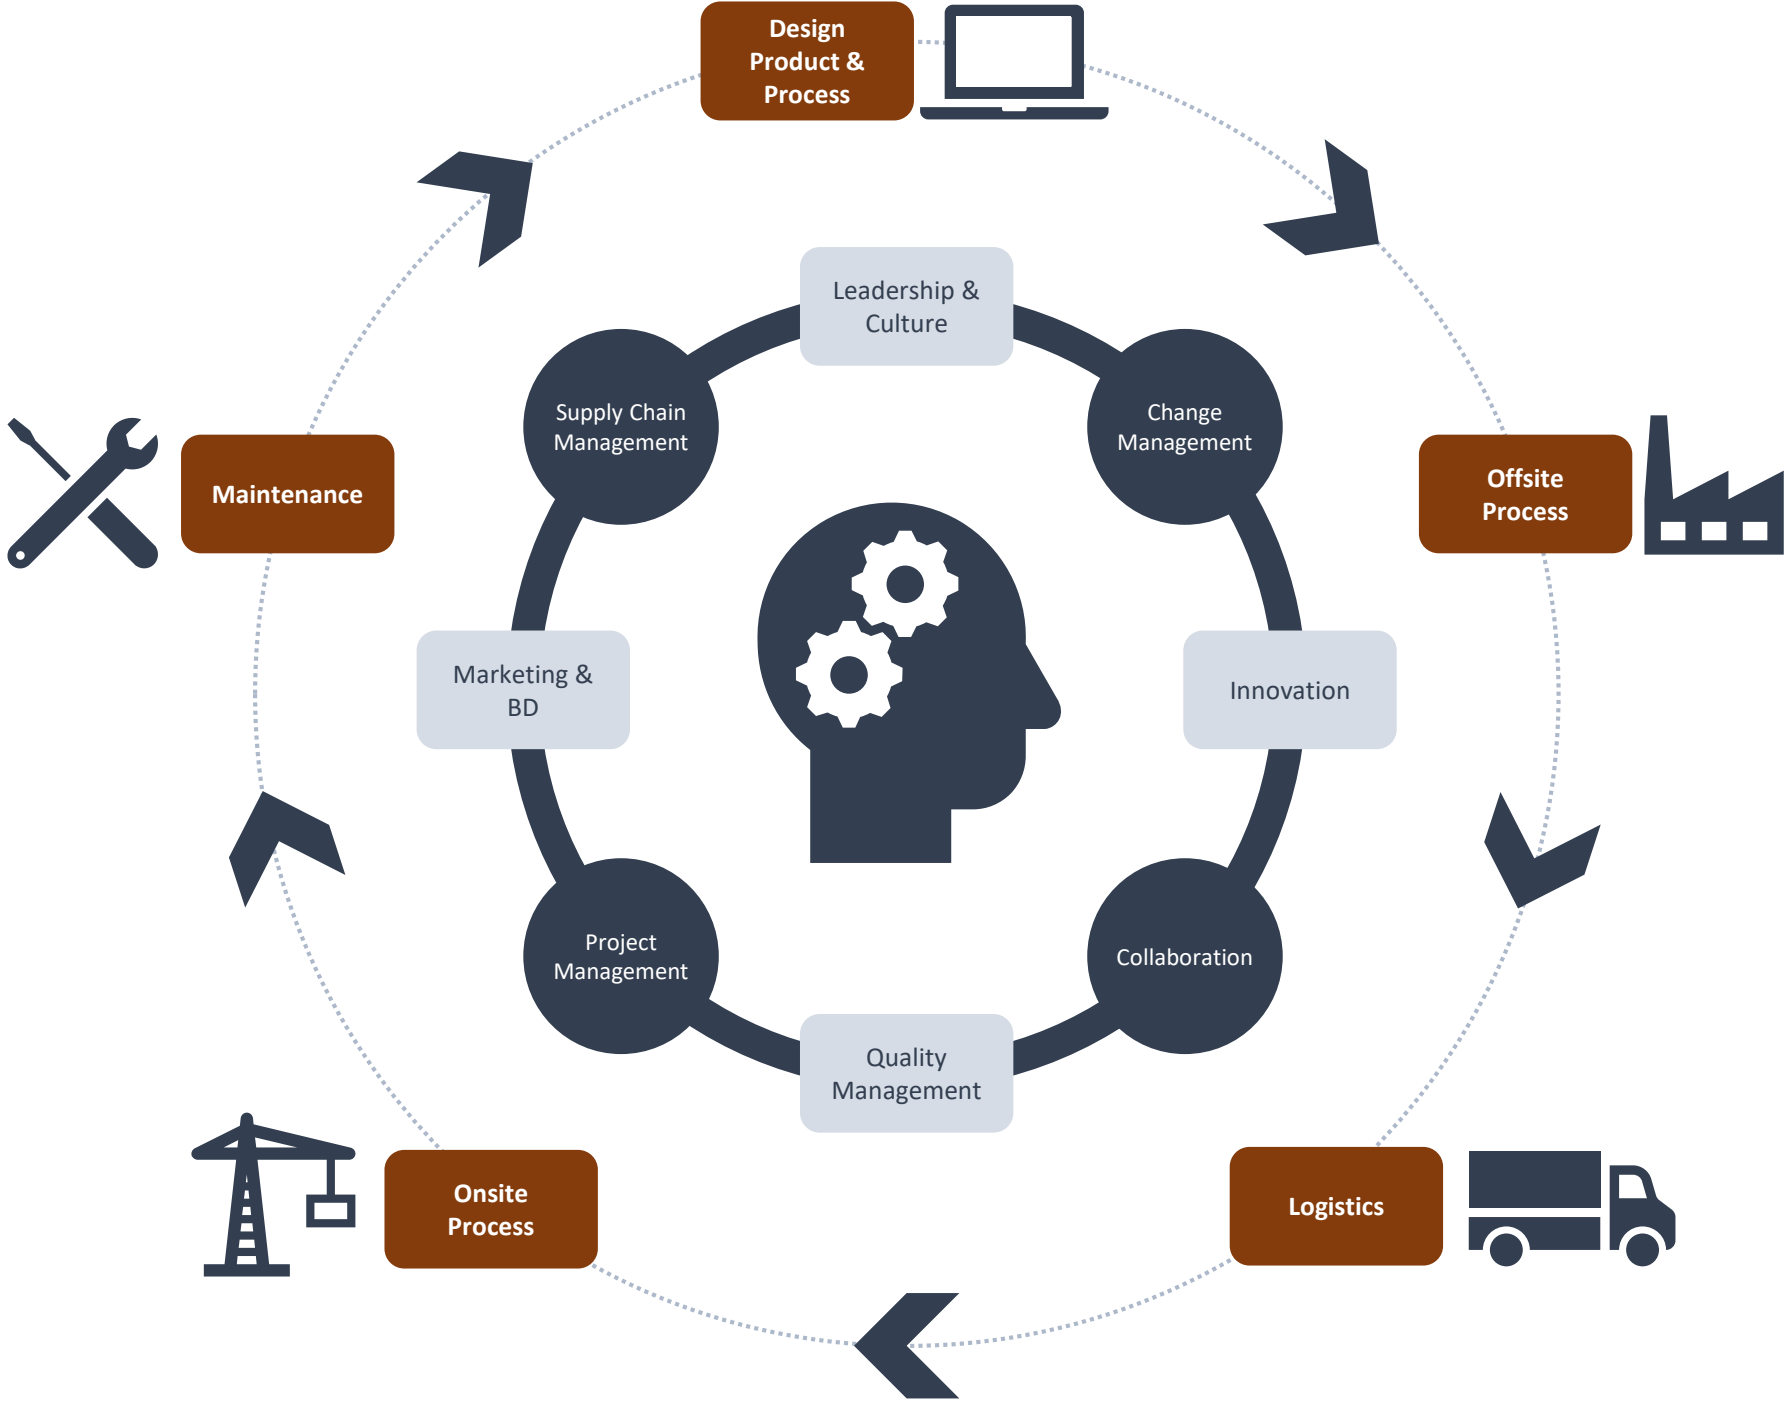 Design
Product &
Process
Leadership &
Culture
Supply Chain
Management
Change
Management
Maintenance
Offsite
Process
Marketing &
BD
Innovation
Project
Management
Collaboration
Quality
Management
Onsite
Process
Logistics